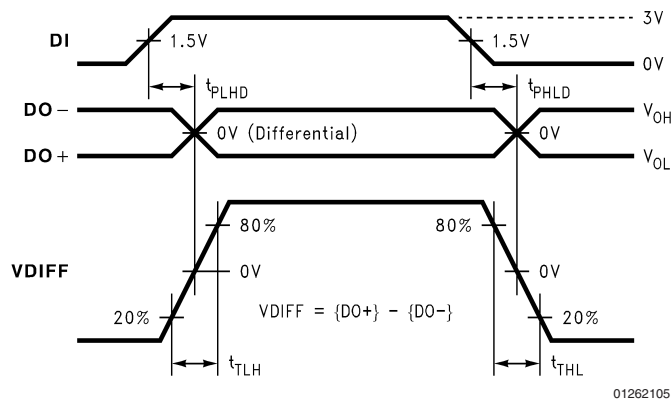 3V
DI
1.5V
1.5V
0V
tPLHD
tPHLD
DO−
VOH
0V (Differential)
0V
DO+
VOL
80%
80%
VDIFF
0V
0V
20%
VDIFF = {DO+} - {DO-}
20%
tTLH
tTHL
01262105